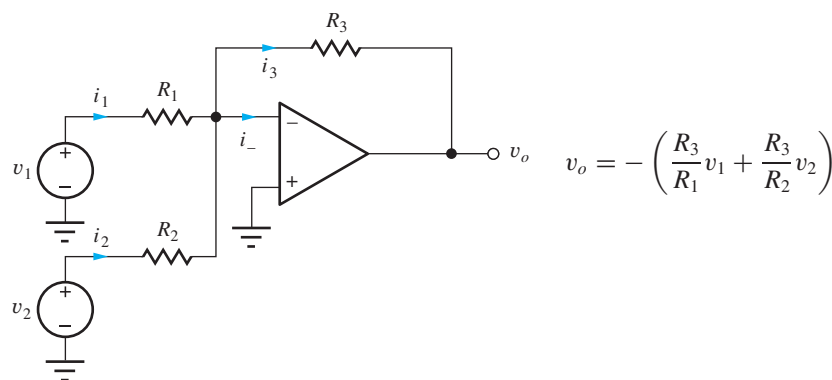 R₃
i₃
i₁ R₁
i₋
−
+
v₁
+
−
+
−
vₒ
vₒ = − ( R₃/R₁ v₁ + R₃/R₂ v₂ )
i₂ R₂
v₂